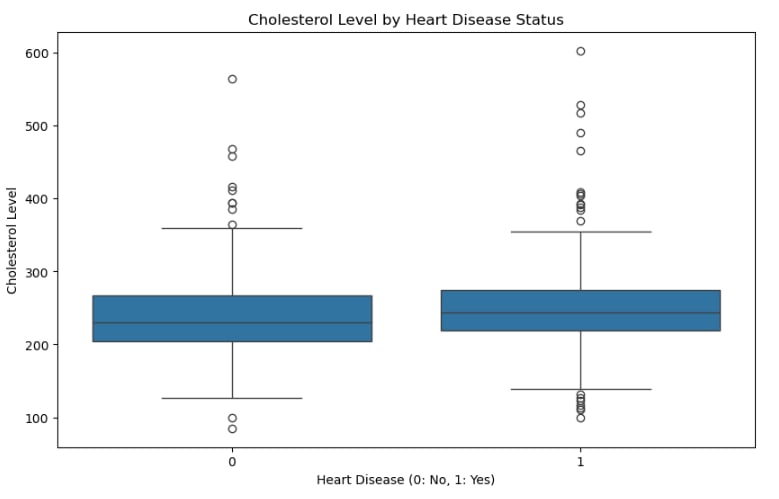 Cholesterol Level by Heart Disease Status
600
500
400
300
200
100
Cholesterol Level
0
1
Heart Disease (0: No, 1: Yes)